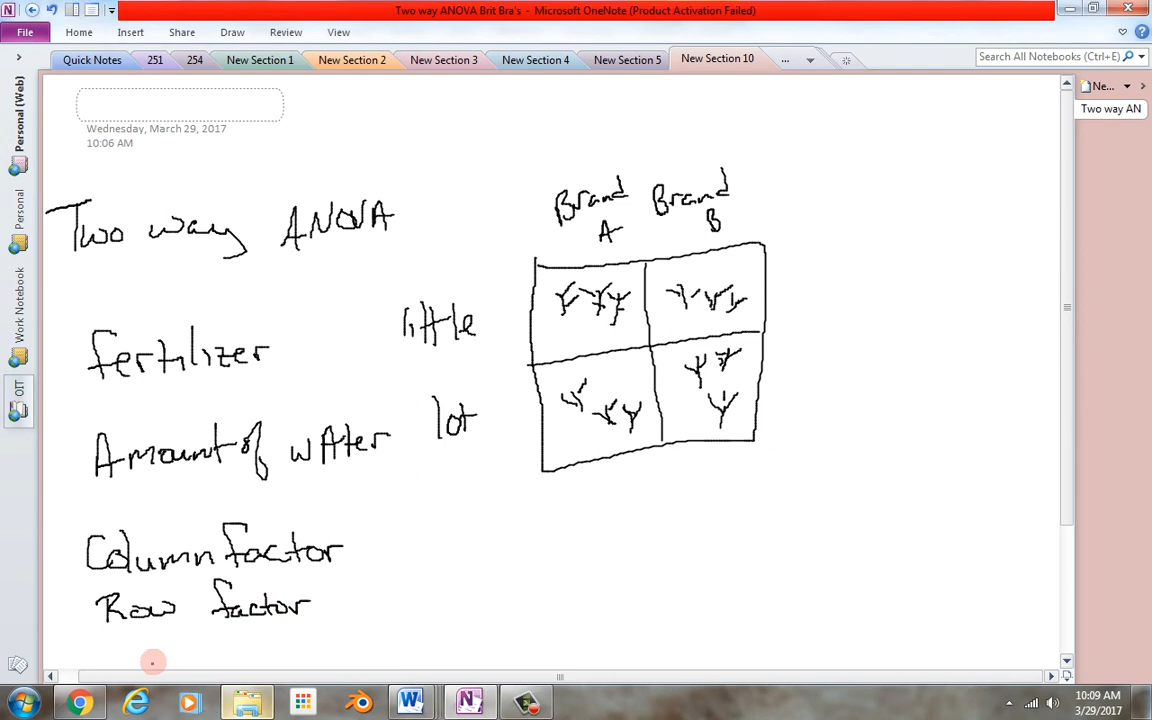 Two way ANOVA Brit Bra's - Microsoft OneNote (Product Activation Failed)
File Home Insert Share Draw Review View
Quick Notes 251 254 New Section 1 New Section 2 New Section 3 New Section 4 New Section 5 New Section 10 ... Search All Notebooks (Ctrl+E)
Ne...
Two way AN
Personal (Web)
Personal
Work Notebook
OIT
Wednesday, March 29, 2017
10:06 AM
Two way ANOVA
Brand A
Brand B
little
fertilizer
lot
Amount of wAter
Column factor
Row factor
10:09 AM
3/29/2017